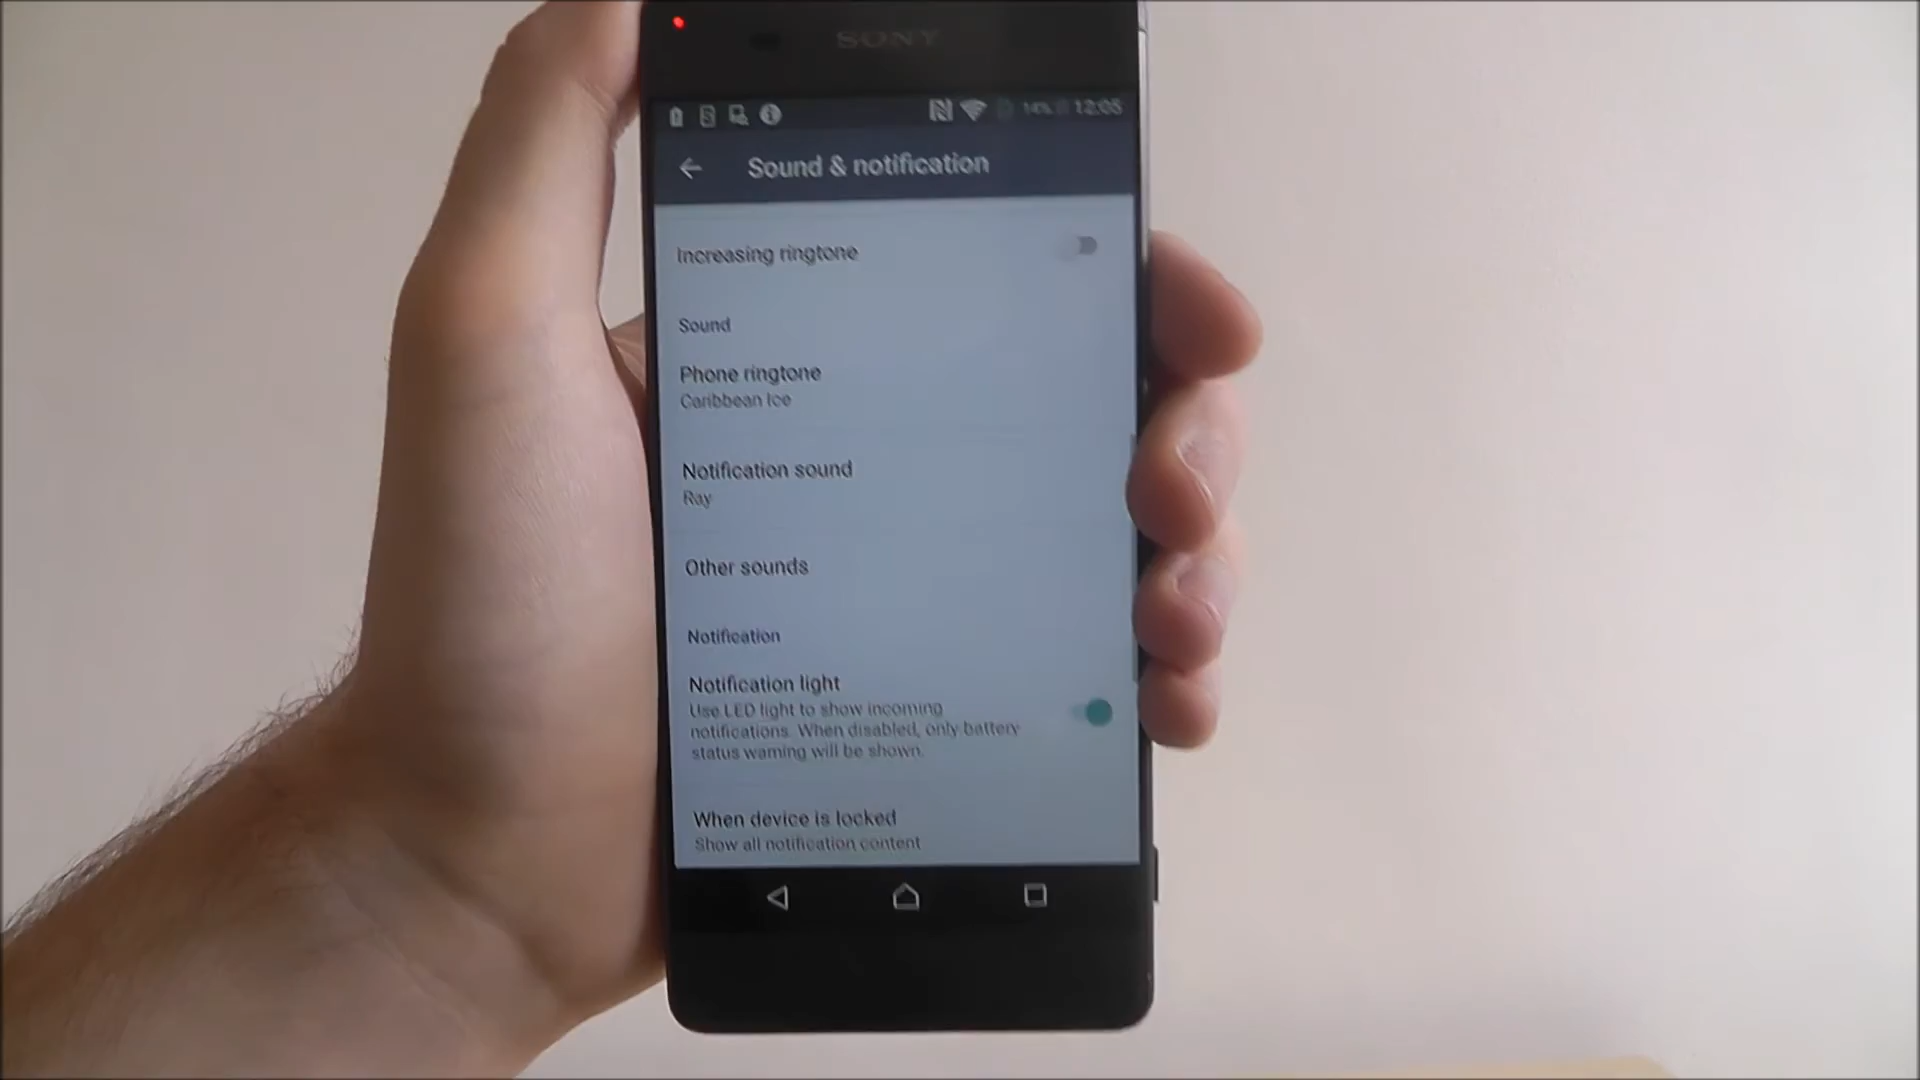 SONY
14% 12:05
Sound & notification
Increasing ringtone
Sound
Phone ringtone
Caribbean Ice
Notification sound
Ray
Other sounds
Notification
Notification light
Use LED light to show incoming
notifications. When disabled, only battery
status warning will be shown.
When device is locked
Show all notification content